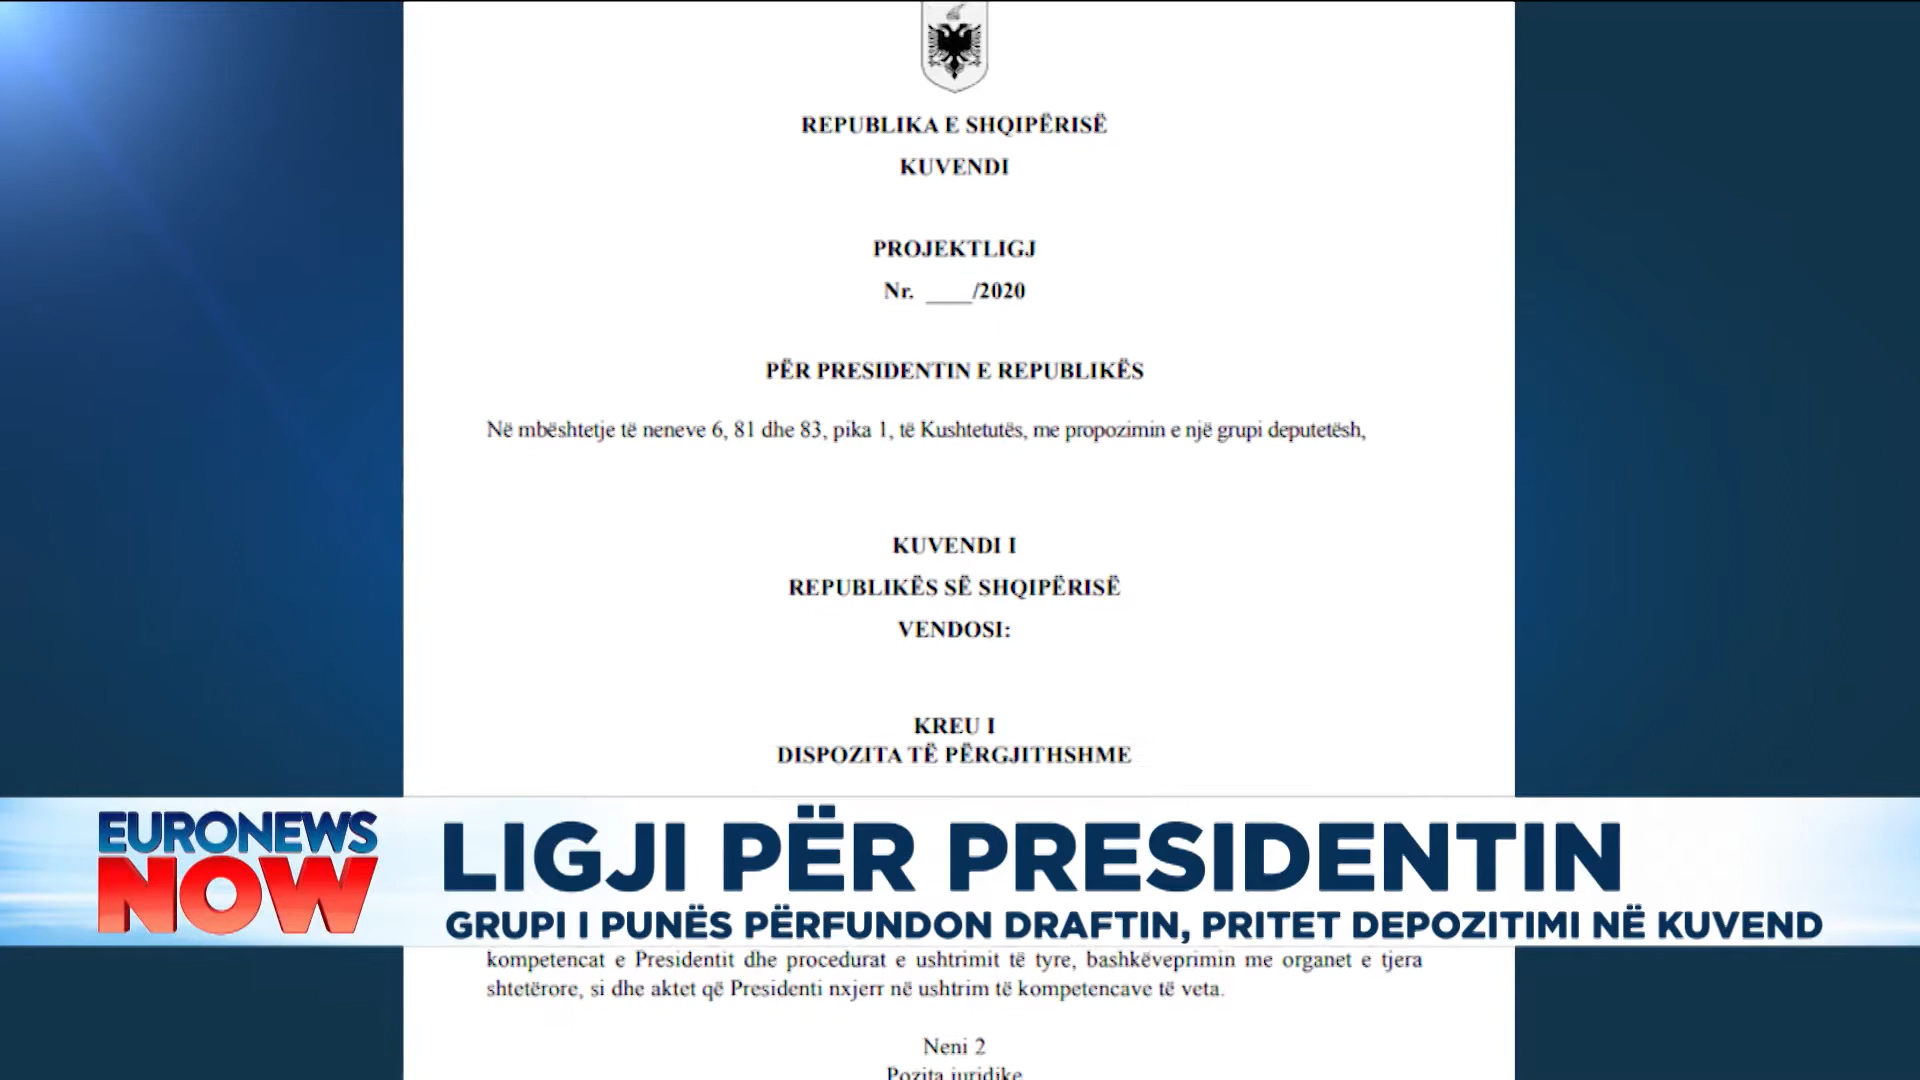 REPUBLIKA E SHQIPËRISË
KUVENDI
PROJEKTLIGJ
Nr. ____/2020
PËR PRESIDENTIN E REPUBLIKËS
Në mbështetje të neneve 6, 81 dhe 83, pika 1, të Kushtetutës, me propozimin e një grupi deputetësh,
KUVENDI I
REPUBLIKËS SË SHQIPËRISË
VENDOSI:
KREU I
DISPOZITA TË PËRGJITHSHME
EURONEWS
NOW
LIGJI PËR PRESIDENTIN
GRUPI I PUNËS PËRFUNDON DRAFTIN, PRITET DEPOZITIMI NË KUVEND
kompetencat e Presidentit dhe procedurat e ushtrimit të tyre, bashkëveprimin me organet e tjera
shtetërore, si dhe aktet që Presidenti nxjerr në ushtrim të kompetencave të veta.
Neni 2
Pozita juridike